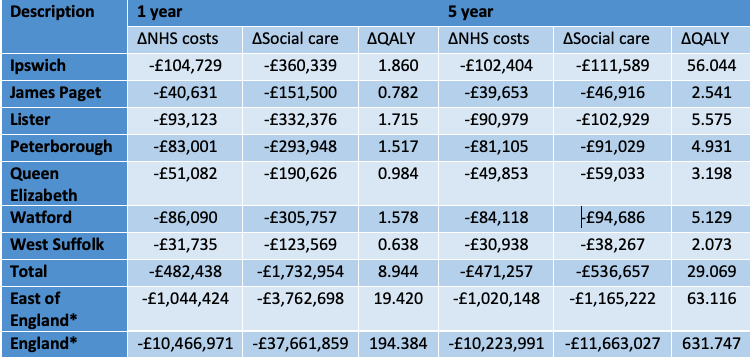 Description 1 year 5 year
ΔNHS costs ΔSocial care ΔQALY ΔNHS costs ΔSocial care ΔQALY
Ipswich -£104,729 -£360,339 1.860 -£102,404 -£111,589 56.044
James Paget -£40,631 -£151,500 0.782 -£39,653 -£46,916 2.541
Lister -£93,123 -£332,376 1.715 -£90,979 -£102,929 5.575
Peterborough -£83,001 -£293,948 1.517 -£81,105 -£91,029 4.931
Queen -£51,082 -£190,626 0.984 -£49,853 -£59,033 3.198
Elizabeth
Watford -£86,090 -£305,757 1.578 -£84,118 -£94,686 5.129
West Suffolk -£31,735 -£123,569 0.638 -£30,938 -£38,267 2.073
Total -£482,438 -£1,732,954 8.944 -£471,257 -£536,657 29.069
East of -£1,044,424 -£3,762,698 19.420 -£1,020,148 -£1,165,222 63.116
England*
England* -£10,466,971 -£37,661,859 194.384 -£10,223,991 -£11,663,027 631.747